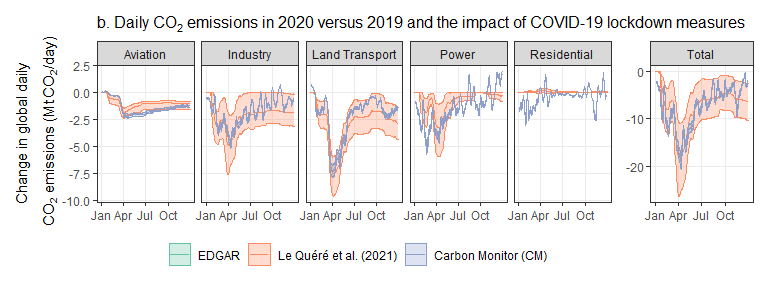 b. Daily CO₂ emissions in 2020 versus 2019 and the impact of COVID-19 lockdown measures
Aviation Industry Land Transport Power Residential Total
Change in global daily
CO₂ emissions (Mt CO₂/day)
2.5
0.0
-2.5
-5.0
-7.5
-10.0
0
-10
-20
Jan Apr Jul Oct Jan Apr Jul Oct Jan Apr Jul Oct Jan Apr Jul Oct Jan Apr Jul Oct Jan Apr Jul Oct
EDGAR Le Quéré et al. (2021) Carbon Monitor (CM)